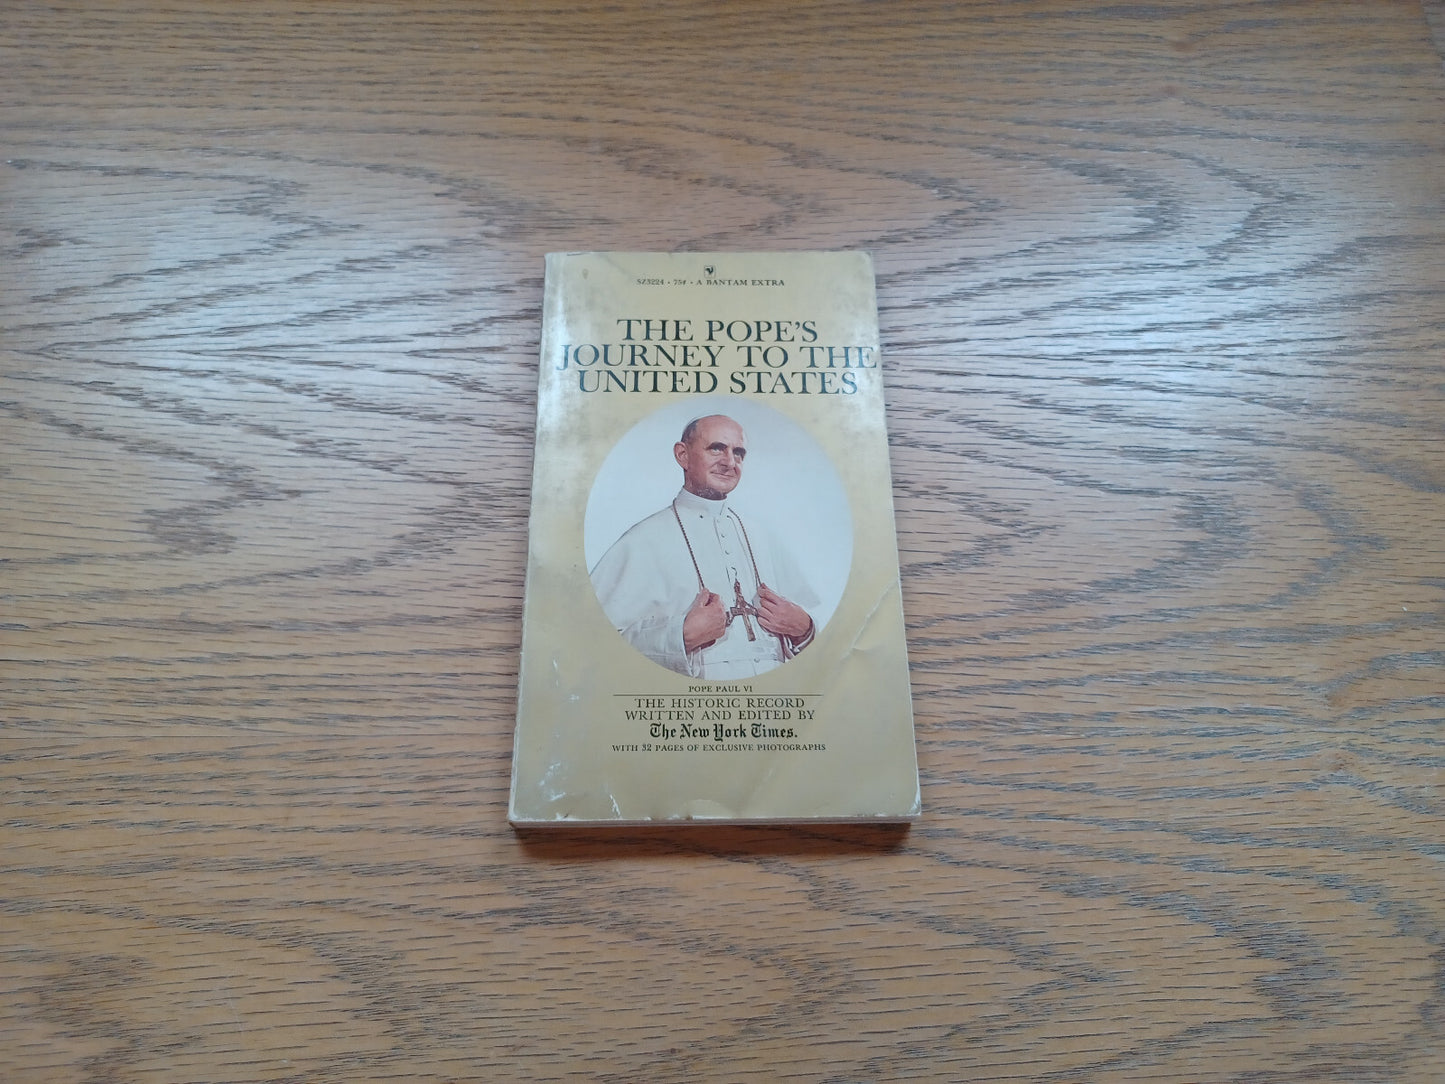 SZ3224 • 75¢ • A BANTAM EXTRA
THE POPE'S
JOURNEY TO THE
UNITED STATES
POPE PAUL VI
THE HISTORIC RECORD
WRITTEN AND EDITED BY
The New York Times.
WITH 32 PAGES OF EXCLUSIVE PHOTOGRAPHS